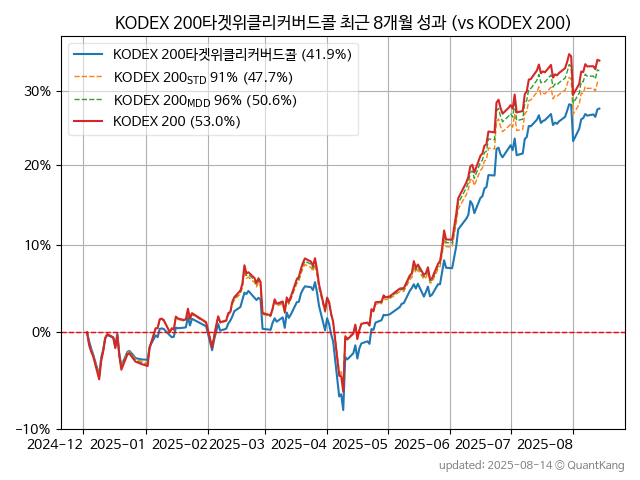 KODEX 200타겟위클리커버드콜 최근 8개월 성과 (vs KODEX 200)
KODEX 200타겟위클리커버드콜 (41.9%)
KODEX 200STD 91% (47.7%)
KODEX 200MDD 96% (50.6%)
KODEX 200 (53.0%)
30%
20%
10%
0%
-10%
2024-12 2025-01 2025-02 2025-03 2025-04 2025-05 2025-06 2025-07 2025-08
updated: 2025-08-14 © QuantKang